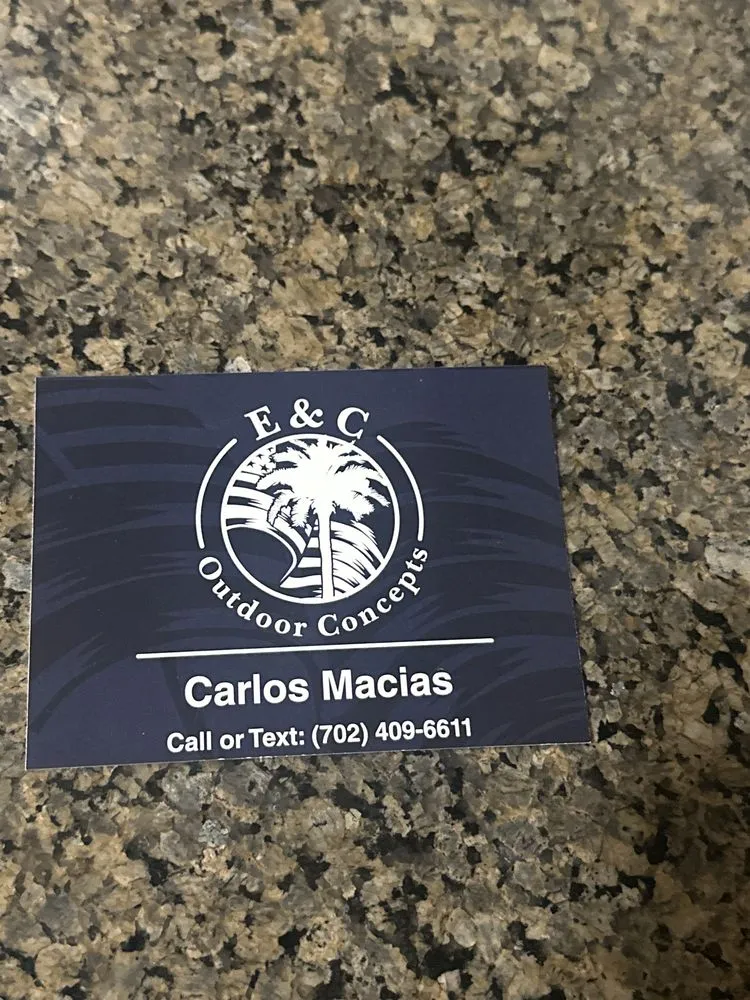 E & C
Outdoor Concepts
Carlos Macias
Call or Text: (702) 409-6611